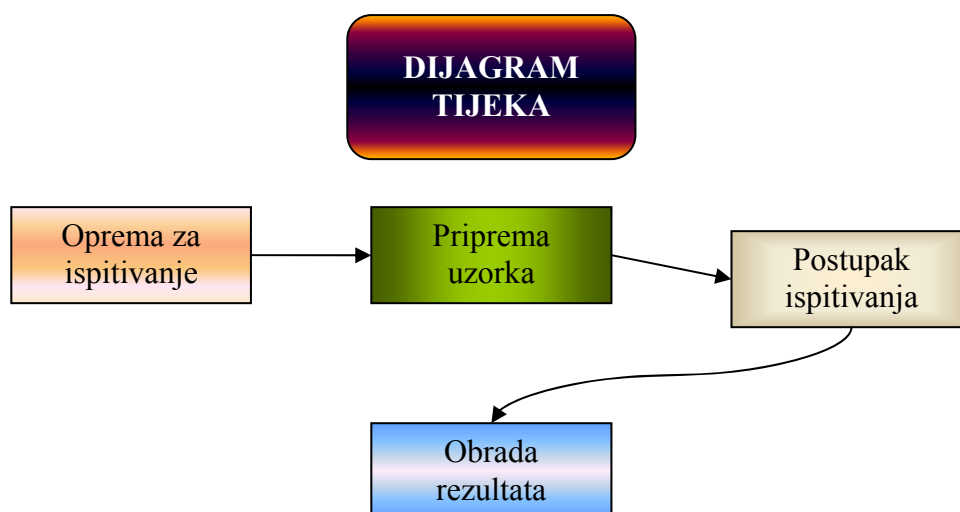 DIJAGRAM
TIJEKA
Oprema za
ispitivanje
Priprema
uzorka
Postupak
ispitivanja
Obrada
rezultata